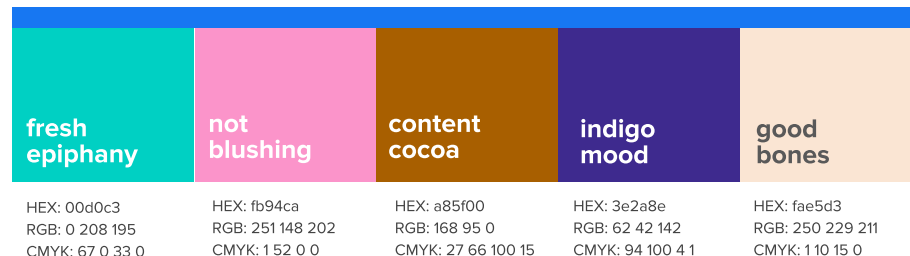 fresh
epiphany
not
blushing
content
cocoa
indigo
mood
good
bones
HEX: 00d0c3
RGB: 0 208 195
CMYK: 67 0 33 0
HEX: fb94ca
RGB: 251 148 202
CMYK: 1 52 0 0
HEX: a85f00
RGB: 168 95 0
CMYK: 27 66 100 15
HEX: 3e2a8e
RGB: 62 42 142
CMYK: 94 100 4 1
HEX: fae5d3
RGB: 250 229 211
CMYK: 1 10 15 0